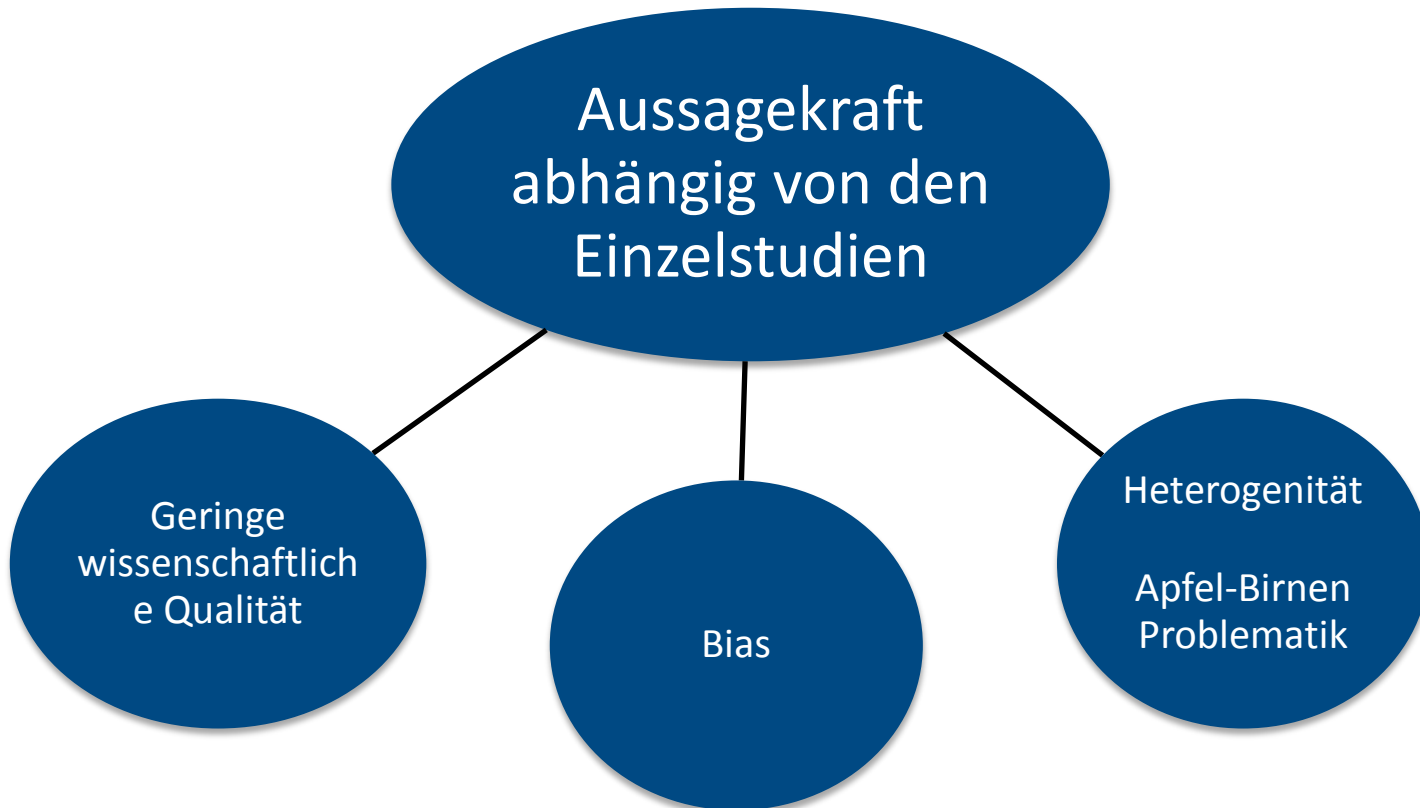 Aussagekraft
abhängig von den
Einzelstudien
Geringe
wissenschaftlich
e Qualität
Bias
Heterogenität
Apfel-Birnen
Problematik